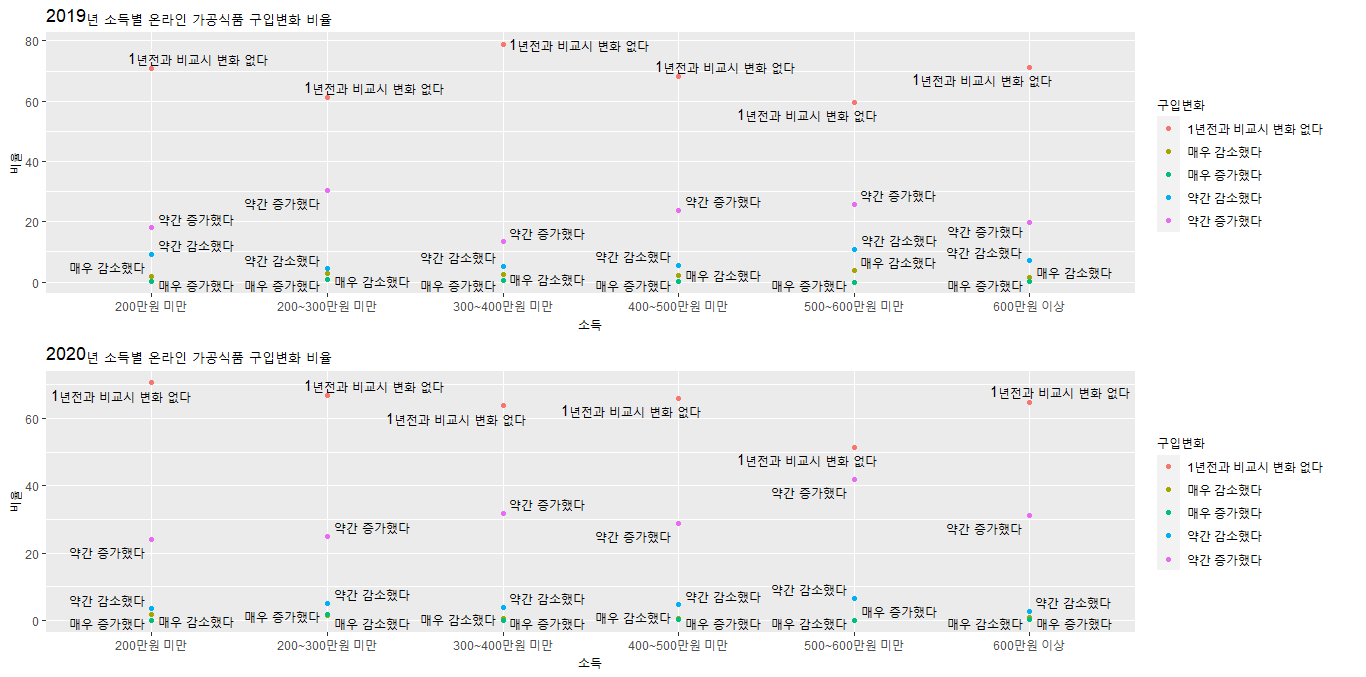 2019년 소득별 온라인 가공식품 구입변화 비율
80
60
40
20
0
비율
1년전과 비교시 변화 없다
1년전과 비교시 변화 없다
1년전과 비교시 변화 없다
1년전과 비교시 변화 없다
1년전과 비교시 변화 없다
1년전과 비교시 변화 없다
약간 증가했다
약간 감소했다
매우 감소했다
매우 증가했다
약간 증가했다
약간 감소했다
매우 증가했다
매우 감소했다
약간 증가했다
약간 감소했다
매우 증가했다
매우 감소했다
약간 증가했다
약간 감소했다
매우 감소했다
매우 증가했다
약간 증가했다
약간 감소했다
매우 감소했다
매우 증가했다
약간 증가했다
약간 감소했다
매우 감소했다
매우 증가했다
200만원 미만
200~300만원 미만
300~400만원 미만
400~500만원 미만
500~600만원 미만
600만원 이상
소득
구입변화
1년전과 비교시 변화 없다
매우 감소했다
매우 증가했다
약간 감소했다
약간 증가했다
2020년 소득별 온라인 가공식품 구입변화 비율
60
40
20
0
비율
1년전과 비교시 변화 없다
1년전과 비교시 변화 없다
1년전과 비교시 변화 없다
1년전과 비교시 변화 없다
1년전과 비교시 변화 없다
1년전과 비교시 변화 없다
약간 증가했다
약간 감소했다
매우 증가했다
매우 감소했다
약간 증가했다
약간 감소했다
매우 증가했다
매우 감소했다
약간 증가했다
약간 감소했다
매우 감소했다
매우 증가했다
약간 증가했다
약간 감소했다
매우 감소했다
매우 증가했다
약간 증가했다
약간 감소했다
매우 증가했다
매우 감소했다
약간 증가했다
약간 감소했다
매우 감소했다
매우 증가했다
200만원 미만
200~300만원 미만
300~400만원 미만
400~500만원 미만
500~600만원 미만
600만원 이상
소득
구입변화
1년전과 비교시 변화 없다
매우 감소했다
매우 증가했다
약간 감소했다
약간 증가했다